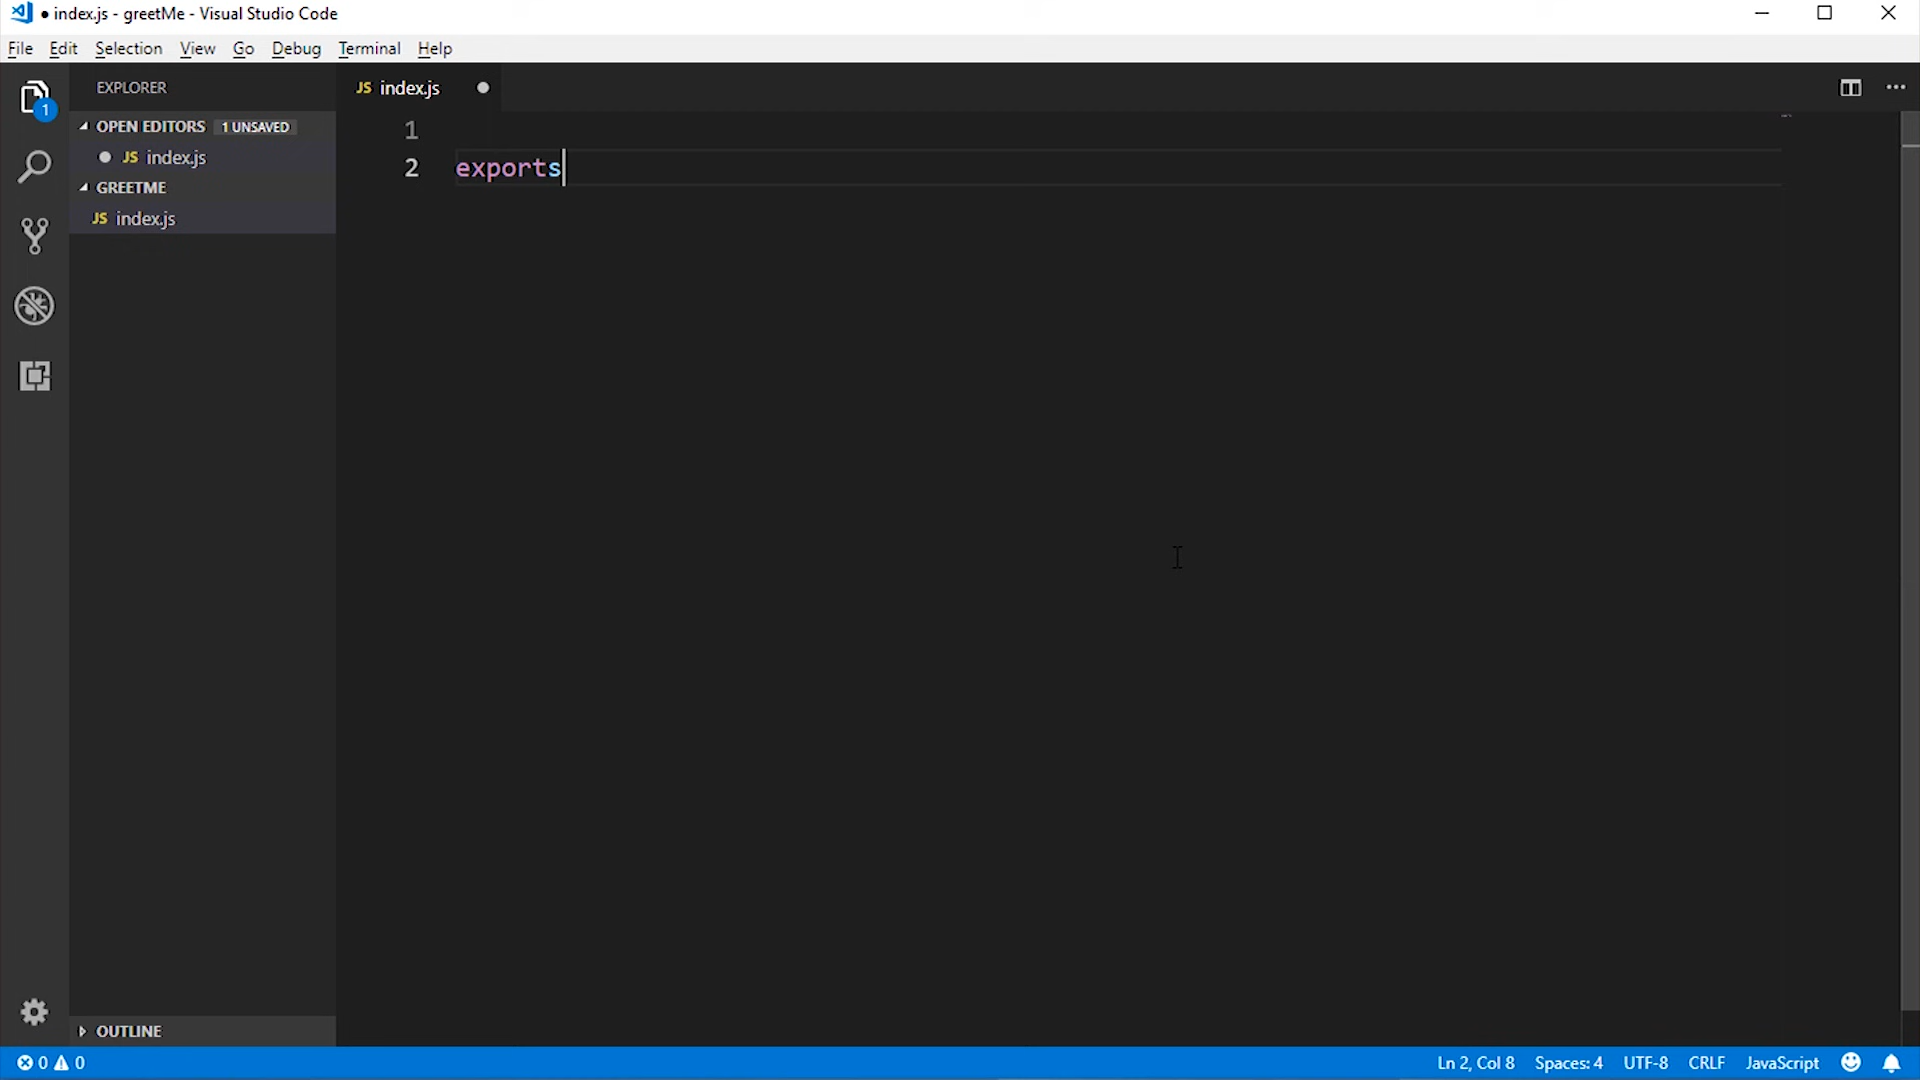 ● index.js - greetMe - Visual Studio Code
File Edit Selection View Go Debug Terminal Help
1
EXPLORER
OPEN EDITORS 1 UNSAVED
JS index.js
GREETME
JS index.js
OUTLINE
JS index.js
1
2 exports
0 0
Ln 2, Col 8 Spaces: 4 UTF-8 CRLF JavaScript